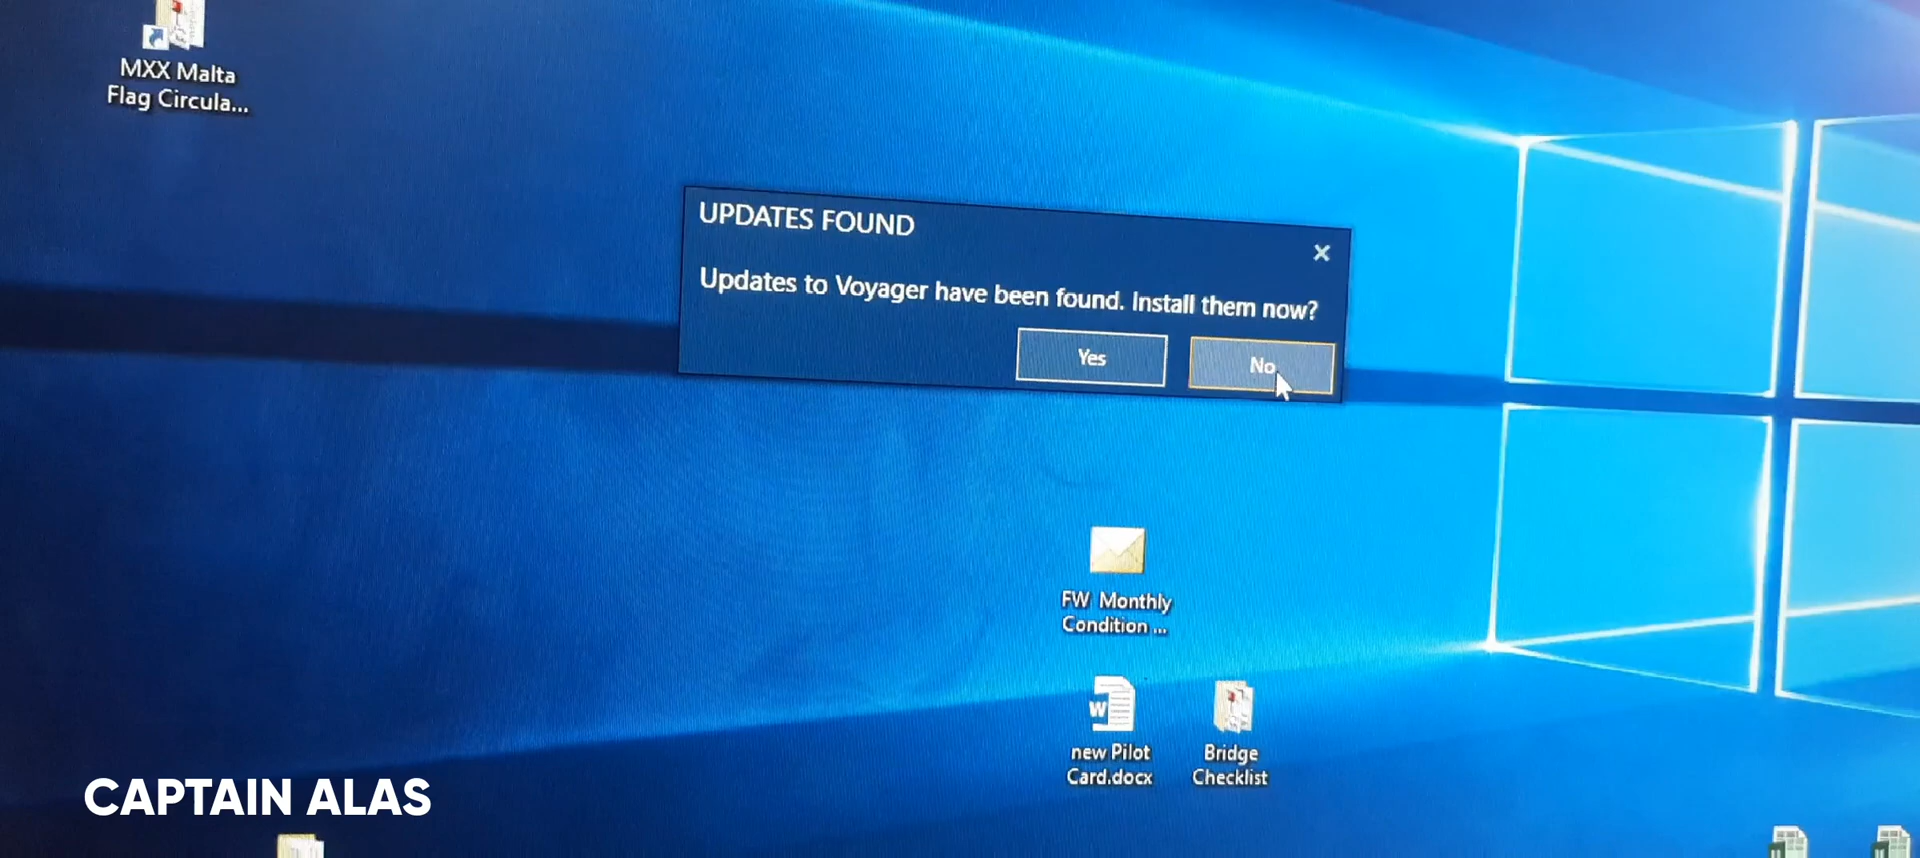 MXX Malta
Flag Circula...
UPDATES FOUND
Updates to Voyager have been found. Install them now?
Yes
No
FW Monthly
Condition ...
W
new Pilot
Card.docx
Bridge
Checklist
CAPTAIN ALAS